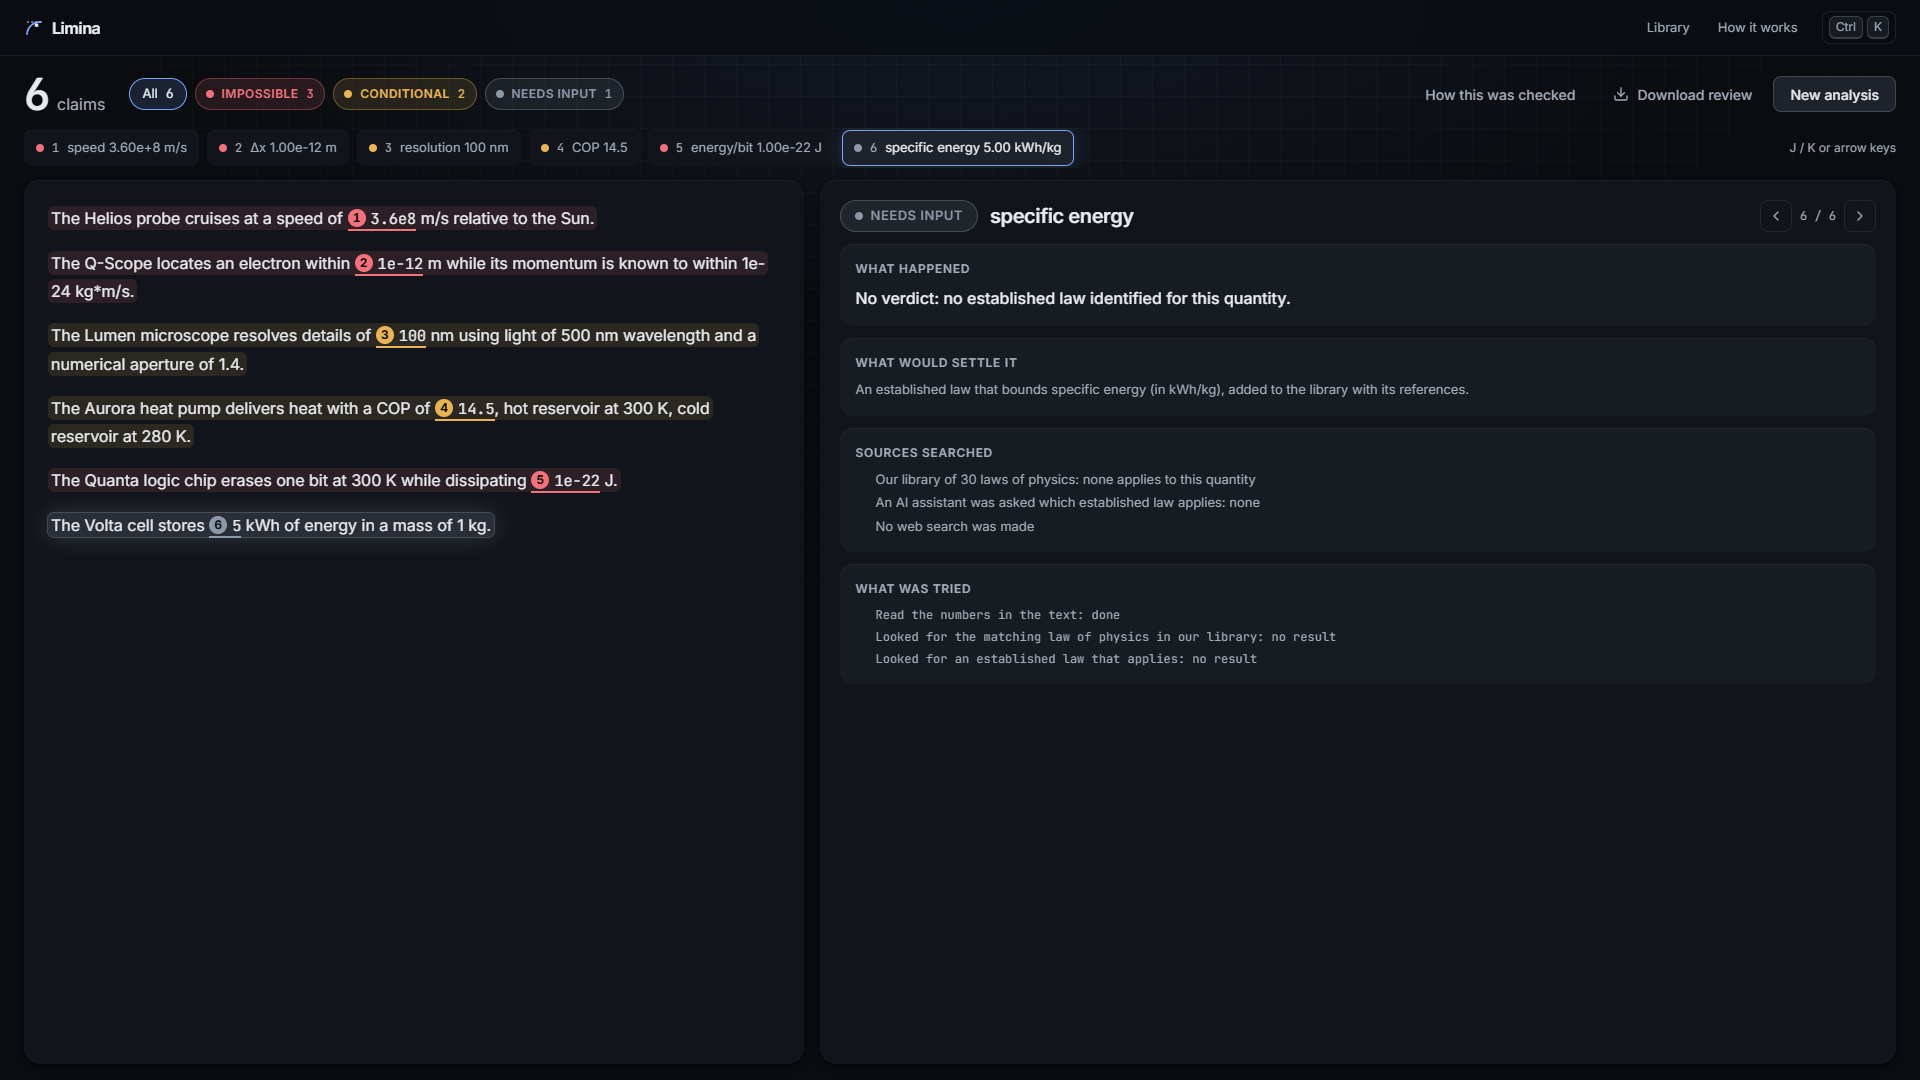 Limina
Library
How it works
Ctrl K
6 claims
All 6
IMPOSSIBLE 3
CONDITIONAL 2
NEEDS INPUT 1
How this was checked
Download review
New analysis
1 speed 3.60e+8 m/s
2 Δx 1.00e-12 m
3 resolution 100 nm
4 COP 14.5
5 energy/bit 1.00e-22 J
6 specific energy 5.00 kWh/kg
J / K or arrow keys
The Helios probe cruises at a speed of 1 3.6e8 m/s relative to the Sun.
The Q-Scope locates an electron within 2 1e-12 m while its momentum is known to within 1e-
24 kg*m/s.
The Lumen microscope resolves details of 3 100 nm using light of 500 nm wavelength and a
numerical aperture of 1.4.
The Aurora heat pump delivers heat with a COP of 4 14.5, hot reservoir at 300 K, cold
reservoir at 280 K.
The Quanta logic chip erases one bit at 300 K while dissipating 5 1e-22 J.
The Volta cell stores 6 5 kWh of energy in a mass of 1 kg.
NEEDS INPUT
specific energy
6 / 6
WHAT HAPPENED
No verdict: no established law identified for this quantity.
WHAT WOULD SETTLE IT
An established law that bounds specific energy (in kWh/kg), added to the library with its references.
SOURCES SEARCHED
Our library of 30 laws of physics: none applies to this quantity
An AI assistant was asked which established law applies: none
No web search was made
WHAT WAS TRIED
Read the numbers in the text: done
Looked for the matching law of physics in our library: no result
Looked for an established law that applies: no result